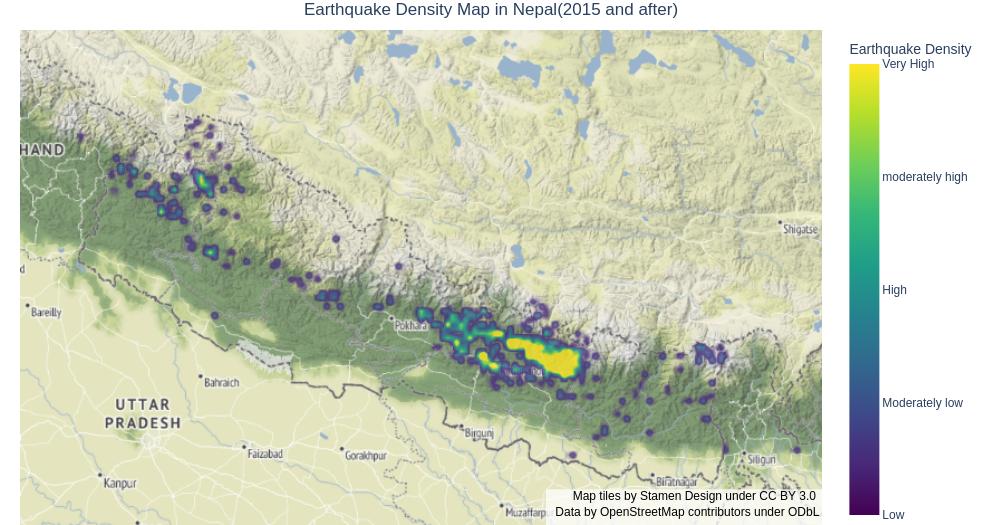 Earthquake Density Map in Nepal(2015 and after)
Earthquake Density
Very High
moderately high
High
Moderately low
Low
HAND
Shigatse
d
Bareilly
Pokhara
Bahraich
UTTAR
PRADESH
Birgunj
Faizabad
Gorakhpur
Siliguri
Kanpur
Biratnagar
Muzaffarpu
Map tiles by Stamen Design under CC BY 3.0
Data by OpenStreetMap contributors under ODbL